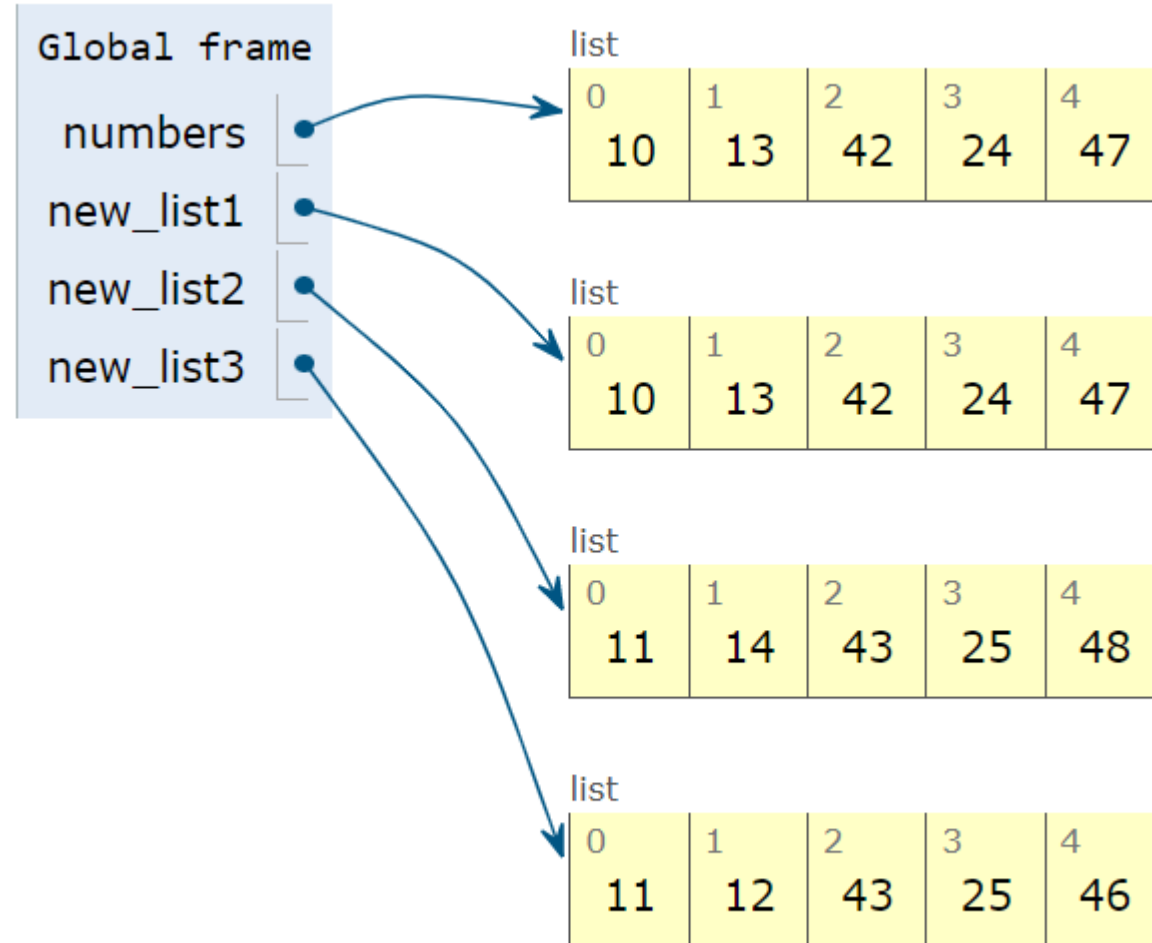 Global frame
numbers
new_list1
new_list2
new_list3
list
0 1 2 3 4
10 13 42 24 47
list
0 1 2 3 4
10 13 42 24 47
list
0 1 2 3 4
11 14 43 25 48
list
0 1 2 3 4
11 12 43 25 46